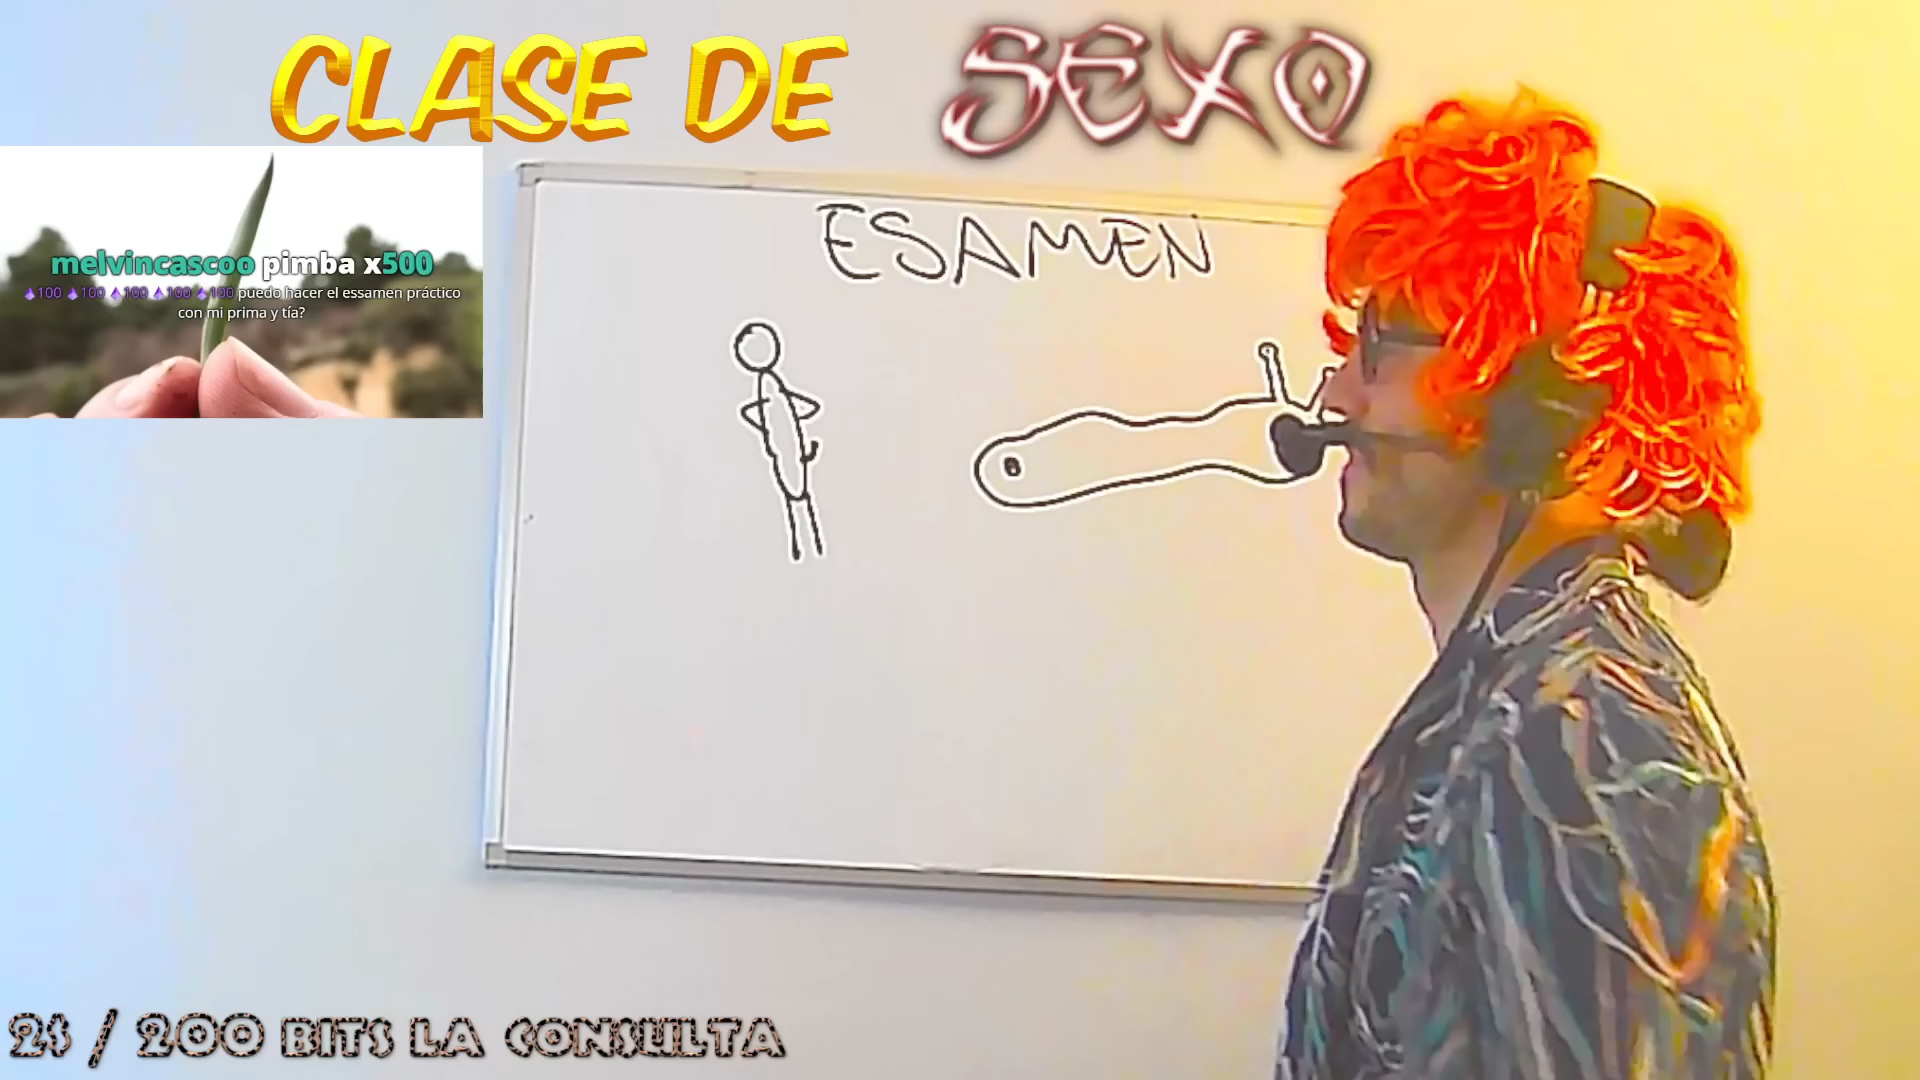 CLASE DE SEXO
melvincascoo pimba x500
100 100 100 100 100 puedo hacer el essamen práctico
con mi prima y tía?
ESAMEN
2$ / 200 BITS LA CONSULTA